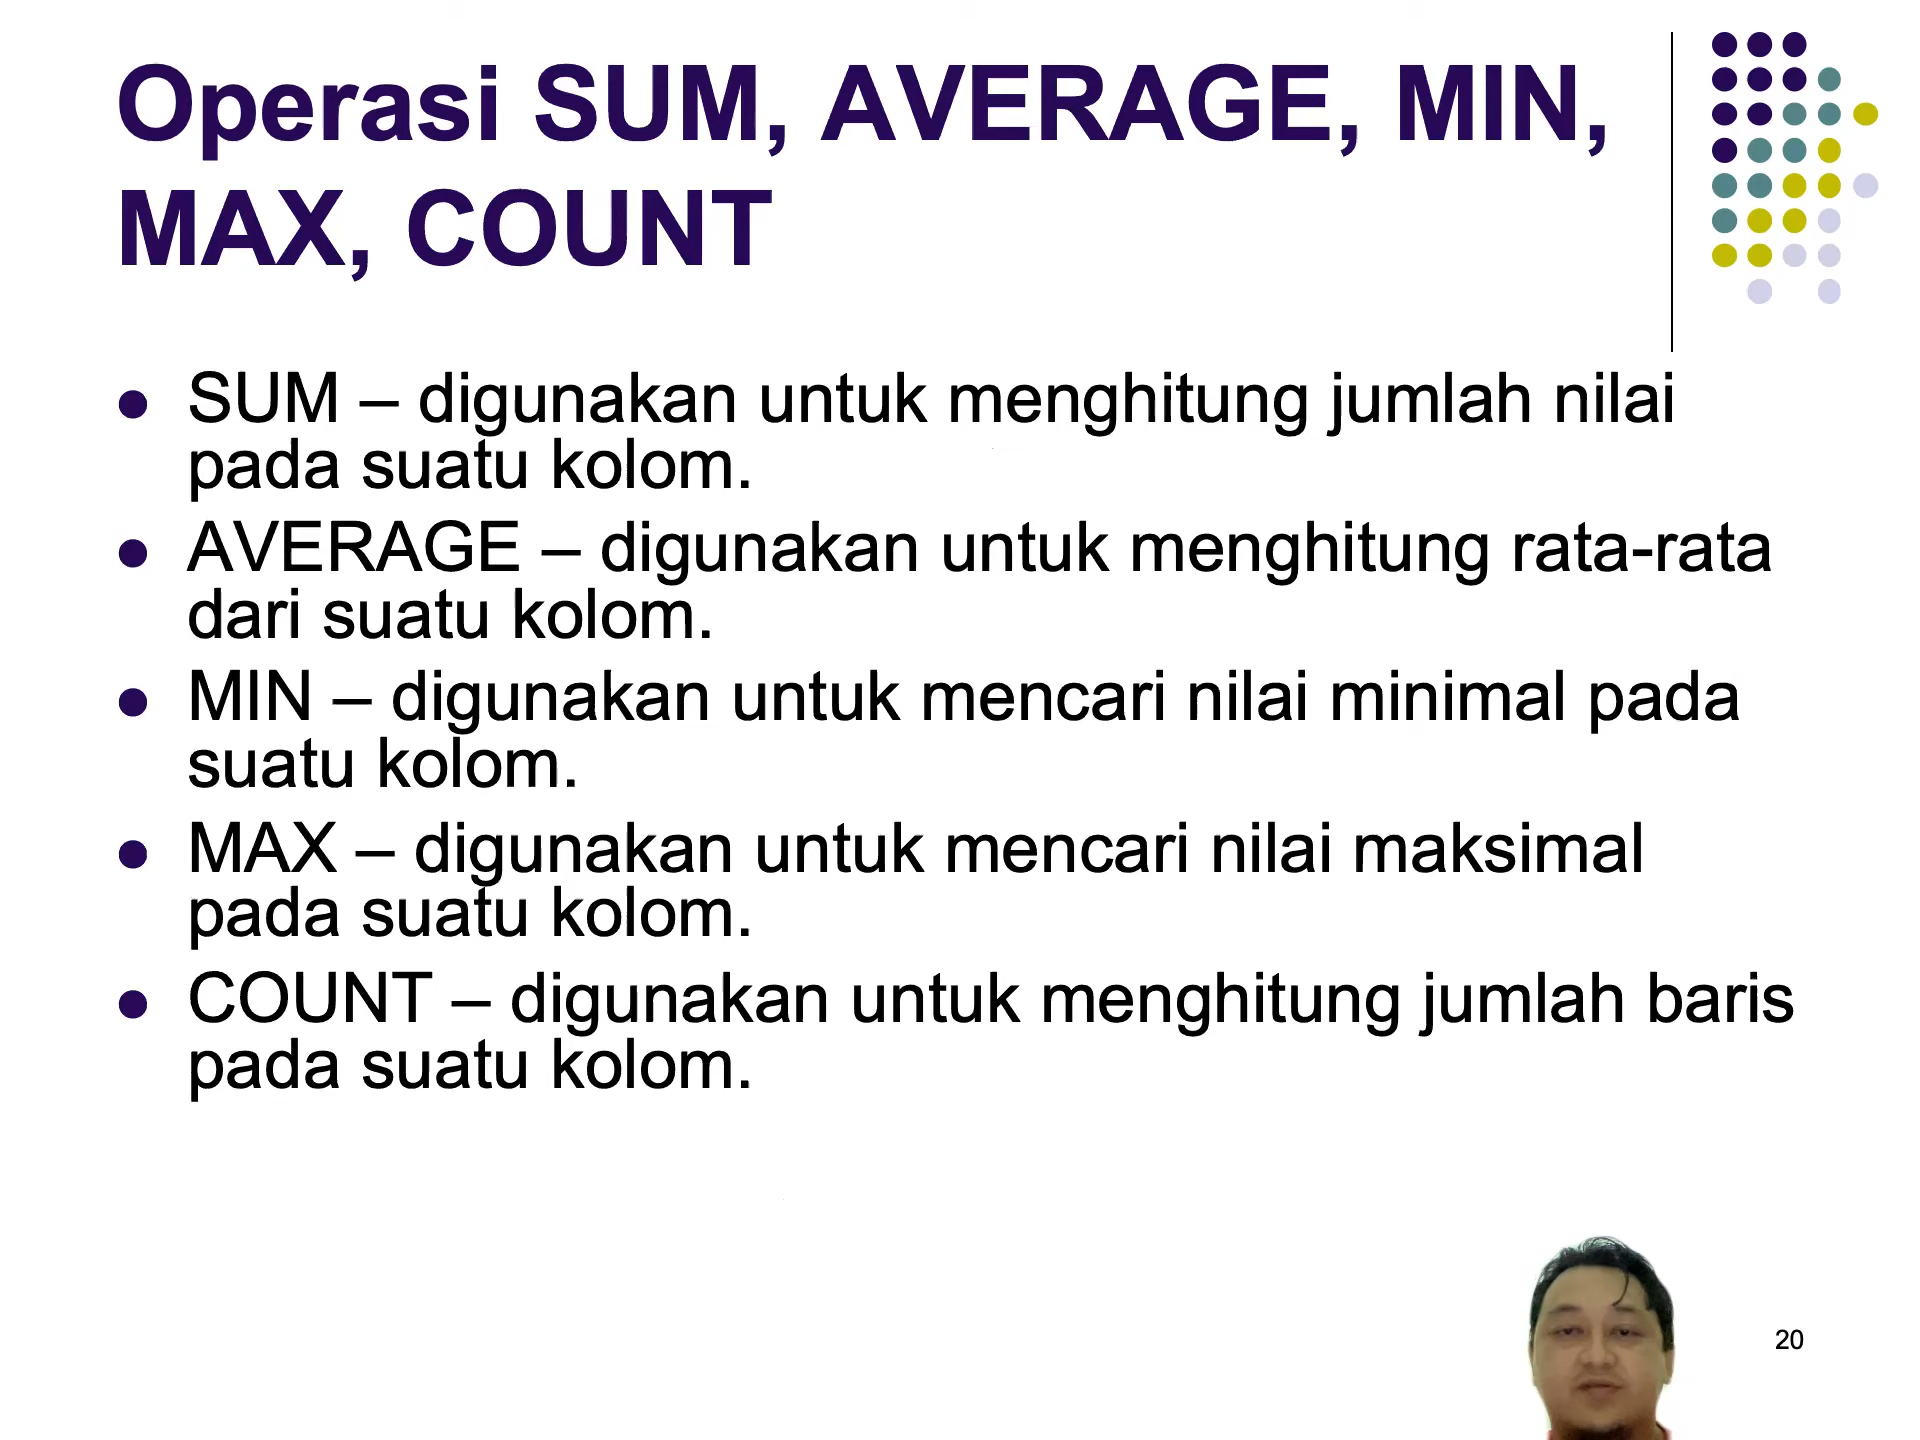 Operasi SUM, AVERAGE, MIN,
MAX, COUNT
SUM – digunakan untuk menghitung jumlah nilai
pada suatu kolom.
AVERAGE – digunakan untuk menghitung rata-rata
dari suatu kolom.
MIN – digunakan untuk mencari nilai minimal pada
suatu kolom.
MAX – digunakan untuk mencari nilai maksimal
pada suatu kolom.
COUNT – digunakan untuk menghitung jumlah baris
pada suatu kolom.
20